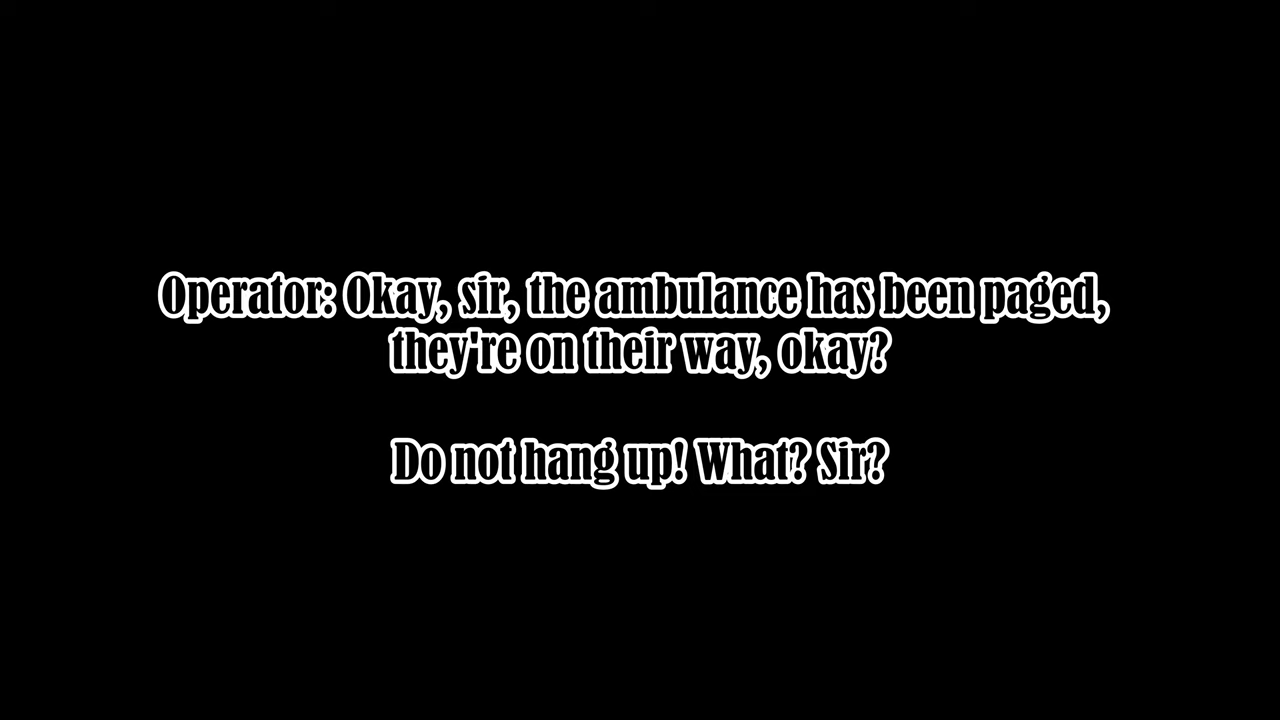 Operator: Okay, sir, the ambulance has been paged,
they're on their way, okay?
Do not hang up! What? Sir?